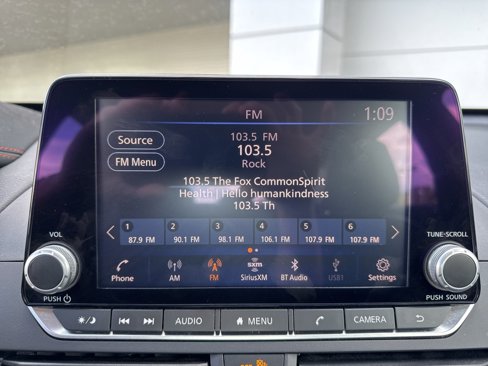 FM
1:09
Source
FM Menu
103.5 FM
103.5
Rock
103.5 The Fox CommonSpirit
Health | Hello humankindness
103.5 Th
1 2 3 4 5 6
87.9 FM 90.1 FM 98.1 FM 106.1 FM 107.9 FM 107.9 FM
Phone AM FM SiriusXM BT Audio USB1 Settings
sxm
VOL
PUSH
TUNE-SCROLL
PUSH SOUND
AUDIO MENU CAMERA